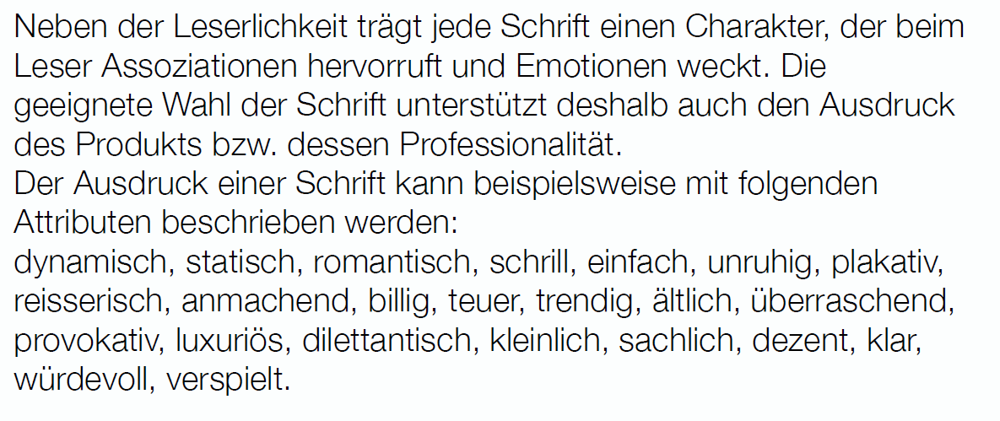 Neben der Leserlichkeit trägt jede Schrift einen Charakter, der beim
Leser Assoziationen hervorruft und Emotionen weckt. Die
geeignete Wahl der Schrift unterstützt deshalb auch den Ausdruck
des Produkts bzw. dessen Professionalität.
Der Ausdruck einer Schrift kann beispielsweise mit folgenden
Attributen beschrieben werden:
dynamisch, statisch, romantisch, schrill, einfach, unruhig, plakativ,
reisserisch, anmachend, billig, teuer, trendig, ältlich, überraschend,
provokativ, luxuriös, dilettantisch, kleinlich, sachlich, dezent, klar,
würdevoll, verspielt.